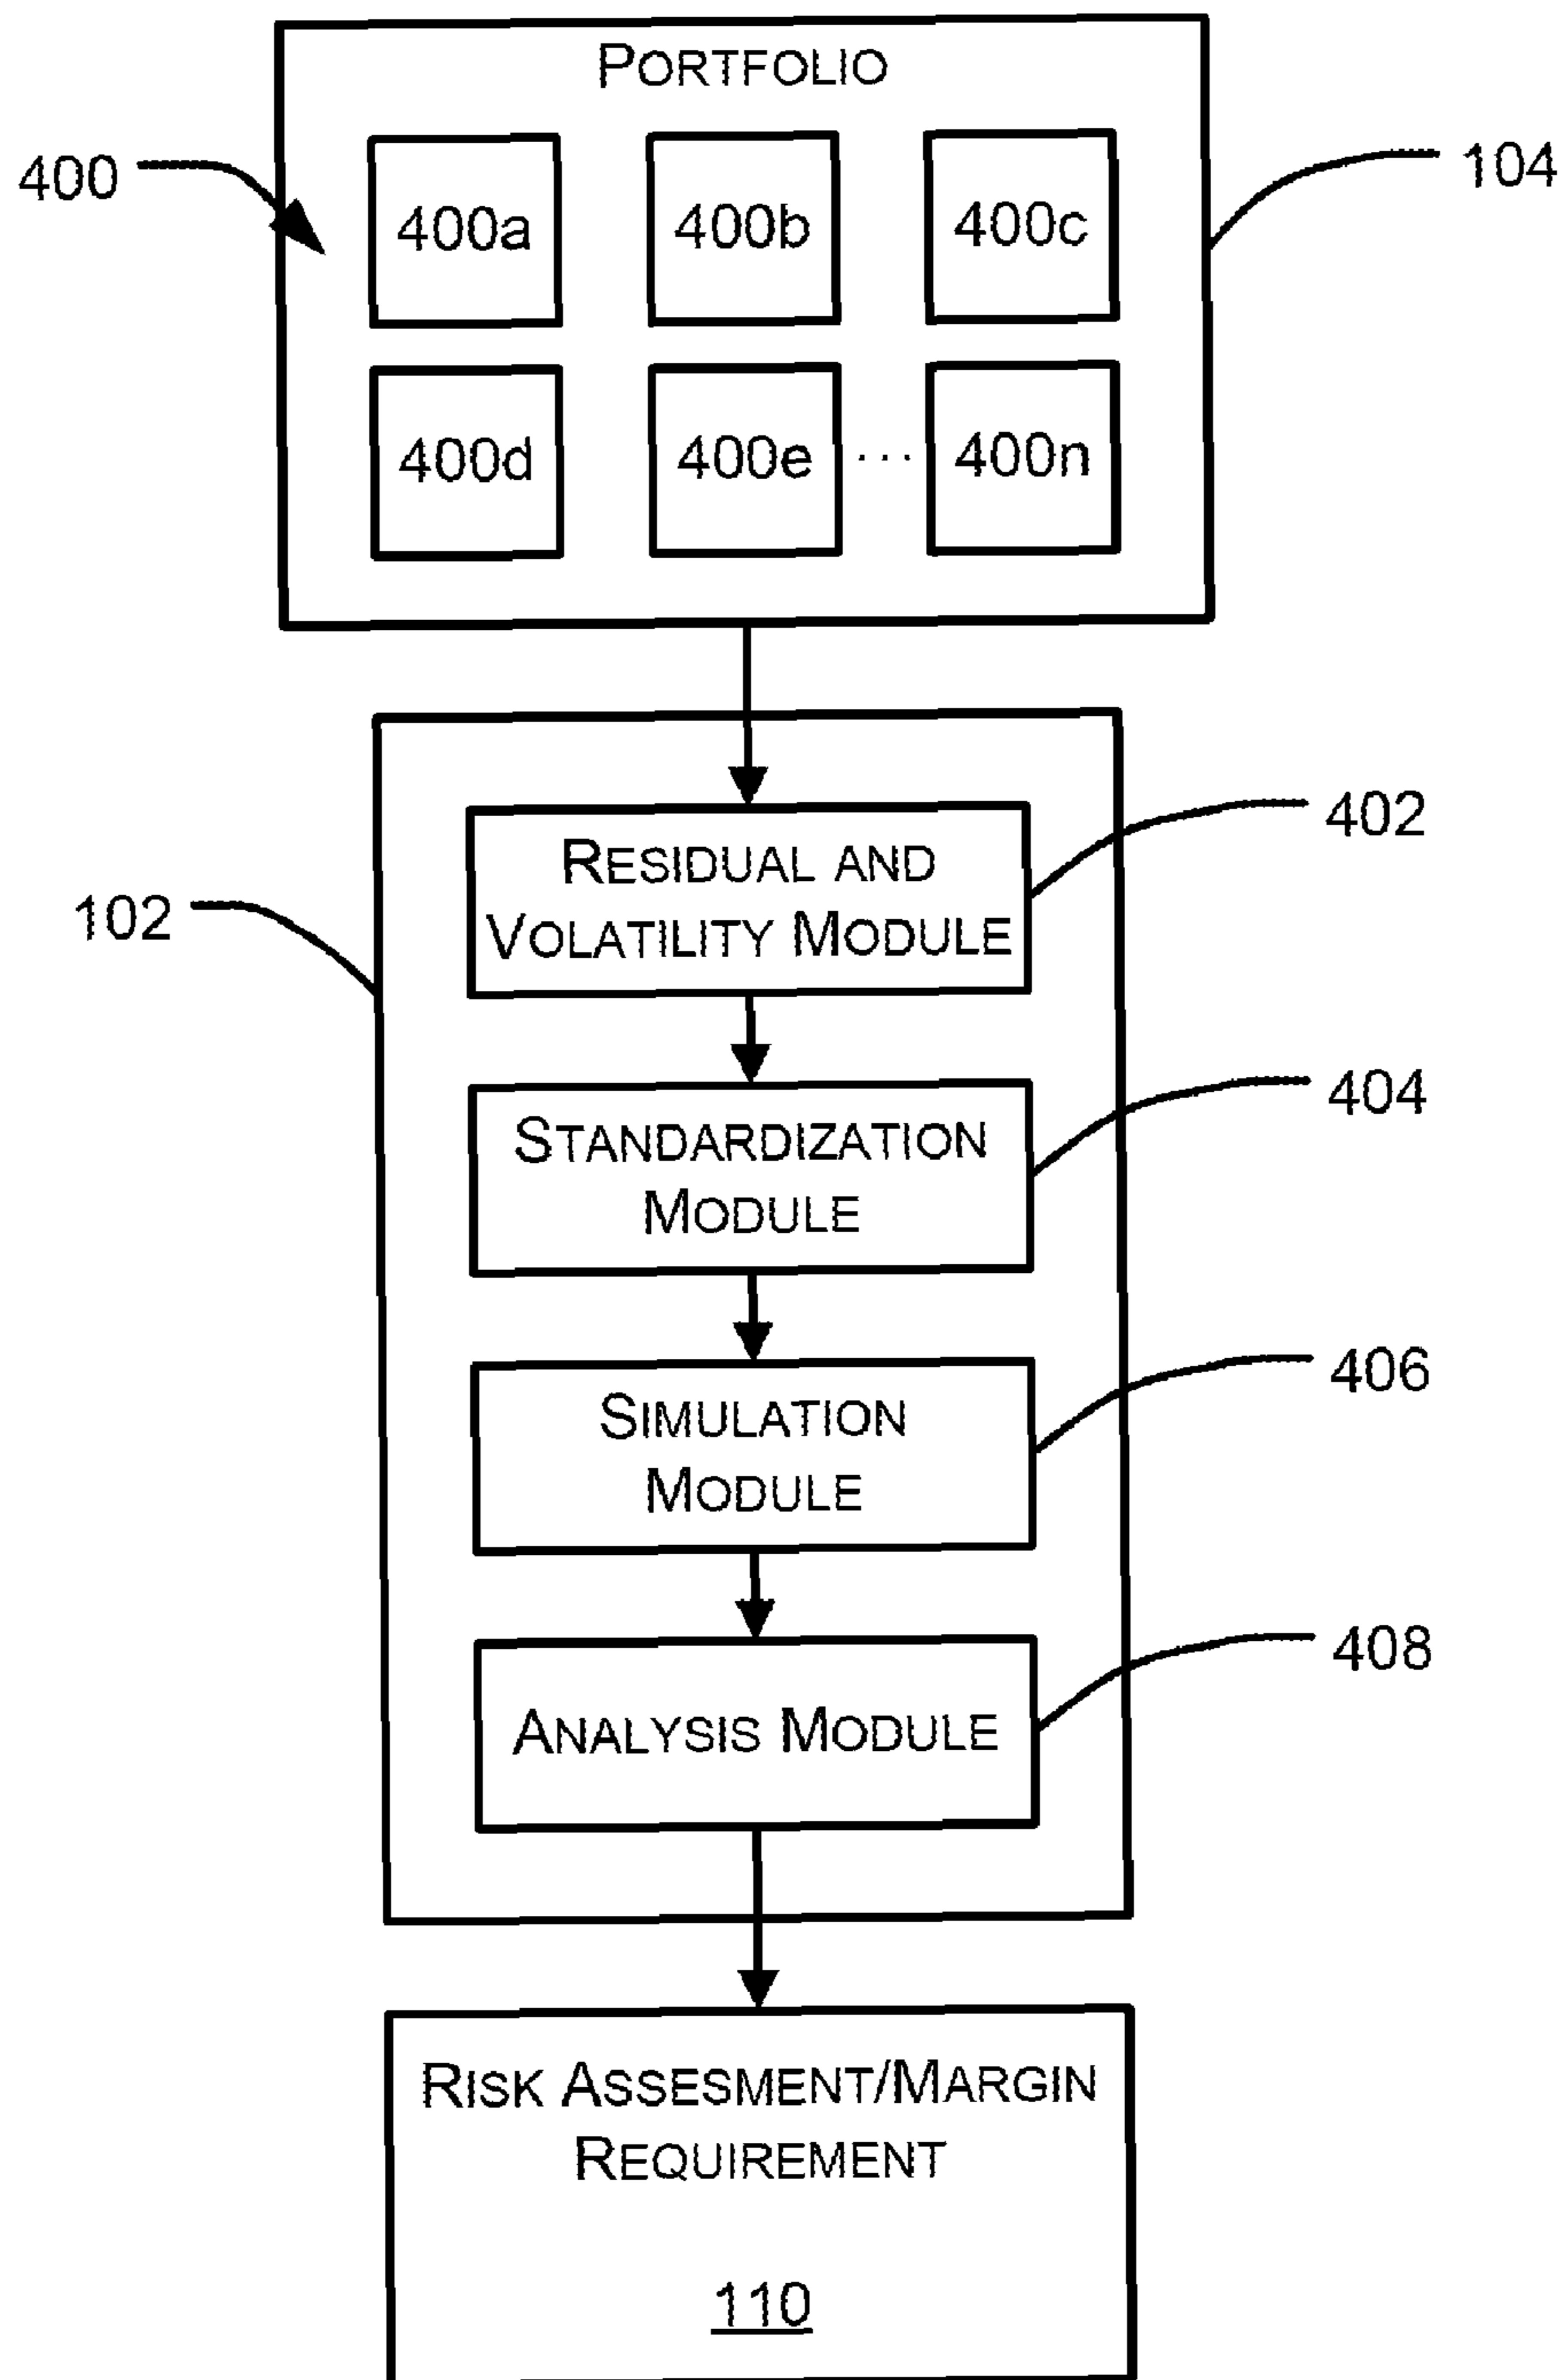 PORTFOLIO
400
104
400a 400b 400c
400d 400e ... 400n
402
RESIDUAL AND
VOLATILITY MODULE
102
404
STANDARDIZATION
MODULE
406
SIMULATION
MODULE
408
ANALYSIS MODULE
RISK ASSESMENT/MARGIN
REQUIREMENT
110